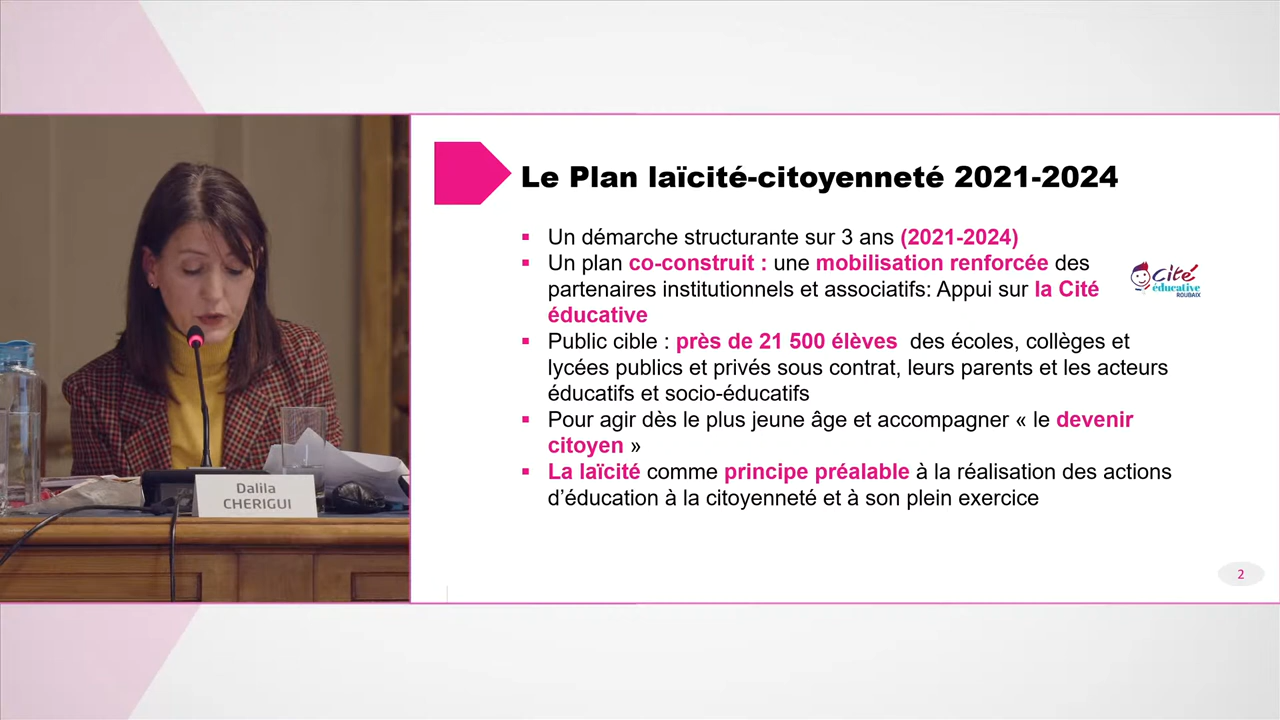 Le Plan laïcité-citoyenneté 2021-2024
▪ Un démarche structurante sur 3 ans (2021-2024)
▪ Un plan co-construit : une mobilisation renforcée des
partenaires institutionnels et associatifs: Appui sur la Cité
éducative
Cité
éducative
ROUBAIX
▪ Public cible : près de 21 500 élèves des écoles, collèges et
lycées publics et privés sous contrat, leurs parents et les acteurs
éducatifs et socio-éducatifs
▪ Pour agir dès le plus jeune âge et accompagner « le devenir
citoyen »
▪ La laïcité comme principe préalable à la réalisation des actions
d'éducation à la citoyenneté et à son plein exercice
2
Dalila
CHERIGUI